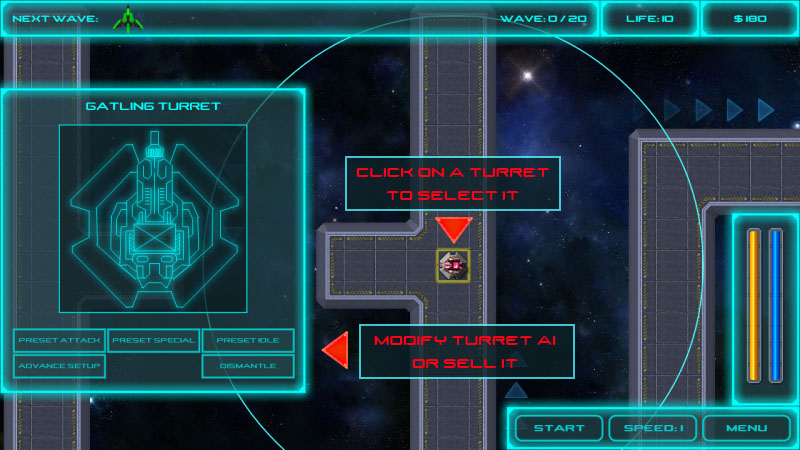 NEXT WAVE:
WAVE: 0 / 20
LIFE: 10
$ 180
GATLING TURRET
CLICK ON A TURRET
TO SELECT IT
MODIFY TURRET AI
OR SELL IT
PRESET ATTACK
PRESET SPECIAL
PRESET IDLE
ADVANCE SETUP
DISMANTLE
START
SPEED: 1
MENU